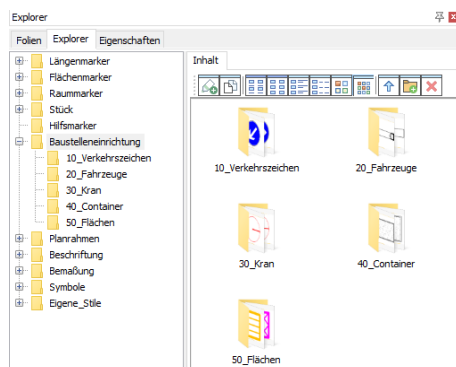 Explorer
Folien Explorer Eigenschaften
Längenmarker
Flächenmarker
Raummarker
Stück
Hilfsmarker
Baustelleneinrichtung
10_Verkehrszeichen
20_Fahrzeuge
30_Kran
40_Container
50_Flächen
Planrahmen
Beschriftung
Bemaßung
Symbole
Eigene_Stile
Inhalt
10_Verkehrszeichen 20_Fahrzeuge
30_Kran 40_Container
50_Flächen